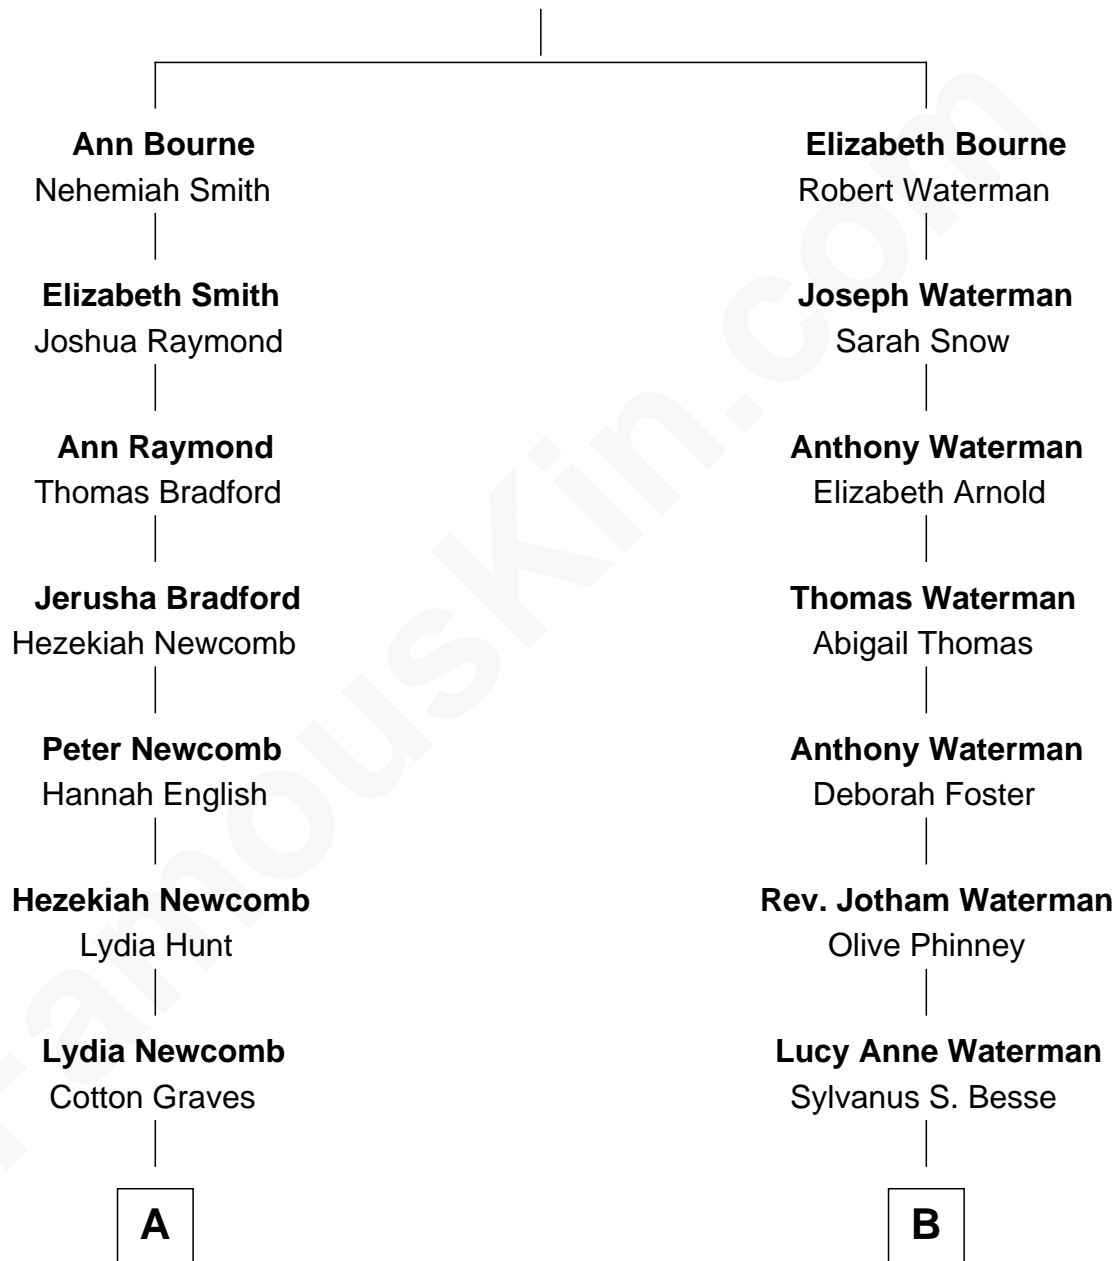 Ann Bourne
Nehemiah Smith
Elizabeth Smith
Joshua Raymond
Ann Raymond
Thomas Bradford
Jerusha Bradford
Hezekiah Newcomb
Peter Newcomb
Hannah English
Hezekiah Newcomb
Lydia Hunt
Lydia Newcomb
Cotton Graves
A
Elizabeth Bourne
Robert Waterman
Joseph Waterman
Sarah Snow
Anthony Waterman
Elizabeth Arnold
Thomas Waterman
Abigail Thomas
Anthony Waterman
Deborah Foster
Rev. Jotham Waterman
Olive Phinney
Lucy Anne Waterman
Sylvanus S. Besse
B
FamousKin.com